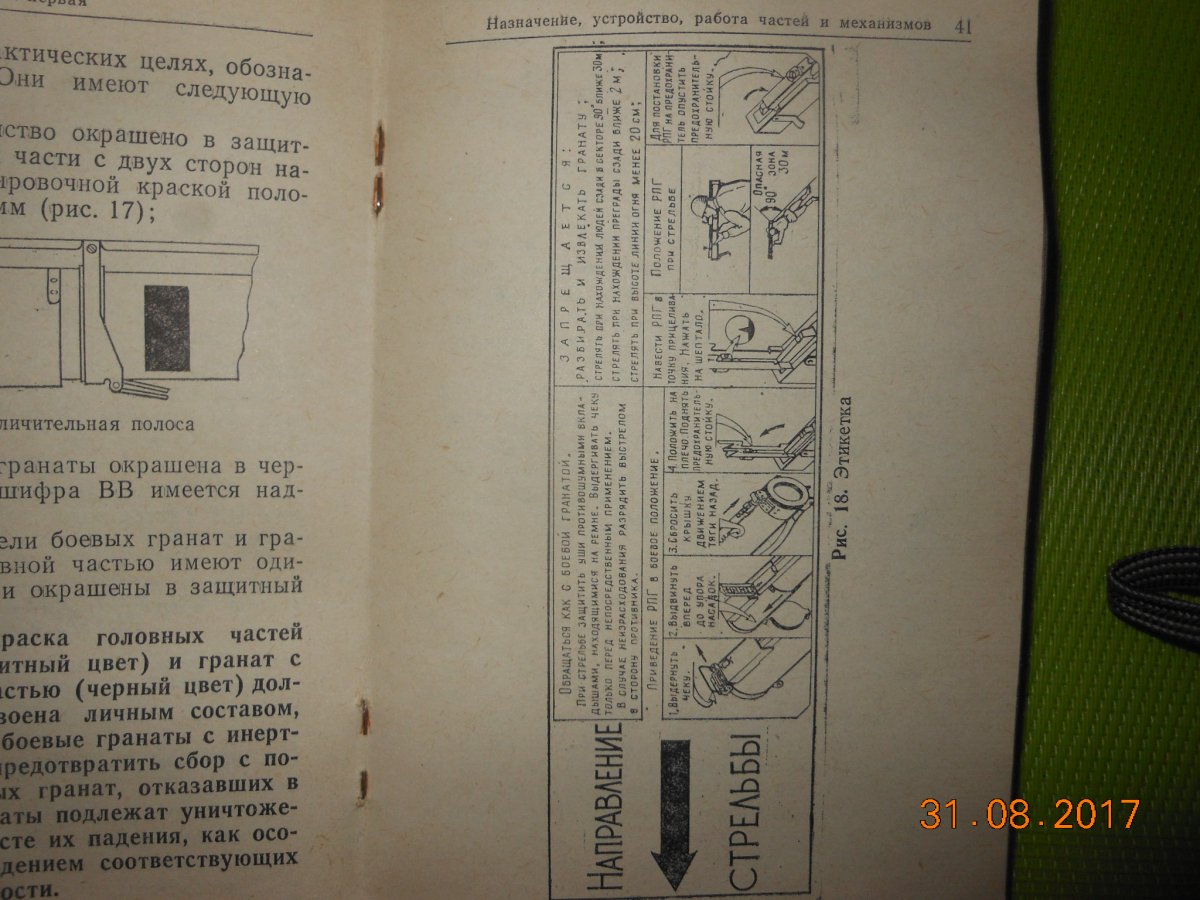 первая
ктических целях, обозна-
Они имеют следующую
ство окрашено в защит-
части с двух сторон на-
ировочной краской поло-
мм (рис. 17);
личительная полоса
гранаты окрашена в чер-
шифра ВВ имеется над-
ели боевых гранат и гра-
вной частью имеют оди-
и окрашены в защитный
раска головных частей
итный цвет) и гранат с
астью (черный цвет) дол-
воена личным составом,
боевые гранаты с инерт-
предотвратить сбор с по-
ых гранат, отказавших в
аты подлежат уничтоже-
сте их падения, как осо-
дением соответствующих
ости.
Назначение, устройство, работа частей и механизмов 41
НАПРАВЛЕНИЕ
СТРЕЛЬБЫ
ОБРАЩАТЬСЯ КАК С БОЕВОЙ ГРАНАТОЙ.
ПРИ СТРЕЛЬБЕ ЗАЩИТИТЬ УШИ ПРОТИВОШУМНЫМИ ВКЛА-
ДЫШАМИ, НАХОДЯЩИМИСЯ НА РЕМНЕ. ВЫДЕРГИВАТЬ ЧЕКУ
ТОЛЬКО ПЕРЕД НЕПОСРЕДСТВЕННЫМ ПРИМЕНЕНИЕМ.
В СЛУЧАЕ НЕИЗРАСХОДОВАНИЯ РАЗРЯДИТЬ ВЫСТРЕЛОМ
В СТОРОНУ ПРОТИВНИКА.
ЗАПРЕЩАЕТСЯ:
РАЗБИРАТЬ И ИЗВЛЕКАТЬ ГРАНАТУ;
СТРЕЛЯТЬ ПРИ НАХОЖДЕНИИ ЛЮДЕЙ СЗАДИ В СЕКТОРЕ 90° БЛИЖЕ 30м;
СТРЕЛЯТЬ ПРИ НАХОЖДЕНИИ ПРЕГРАДЫ СЗАДИ БЛИЖЕ 2 м;
СТРЕЛЯТЬ ПРИ ВЫСОТЕ ЛИНИИ ОГНЯ МЕНЕЕ 20 см;
ПРИВЕДЕНИЕ РПГ В БОЕВОЕ ПОЛОЖЕНИЕ.
1. ВЫДЕРНУТЬ
ЧЕКУ.
2. ВЫДВИНУТЬ
ВПЕРЕД
ДО УПОРА
НАСАДОК.
3. СБРОСИТЬ
КРЫШКУ
ДВИЖЕНИЕМ
ТЯГИ НАЗАД.
4. ПОЛОЖИТЬ НА
ПЛЕЧО. ПОДНЯТЬ
ПРЕДОХРАНИТЕЛЬ-
НУЮ СТОЙКУ.
НАВЕСТИ РПГ В
ТОЧКУ ПРИЦЕЛИВА-
НИЯ. НАЖАТЬ
НА ШЕПТАЛО.
ПОЛОЖЕНИЕ РПГ
ПРИ СТРЕЛЬБЕ
90°
ОПАСНАЯ
ЗОНА
30 м
ДЛЯ ПОСТАНОВКИ
РПГ НА ПРЕДОХРАНИ-
ТЕЛЬ ОПУСТИТЬ
ПРЕДОХРАНИТЕЛЬ-
НУЮ СТОЙКУ.
Рис. 18. Этикетка
31.08.2017